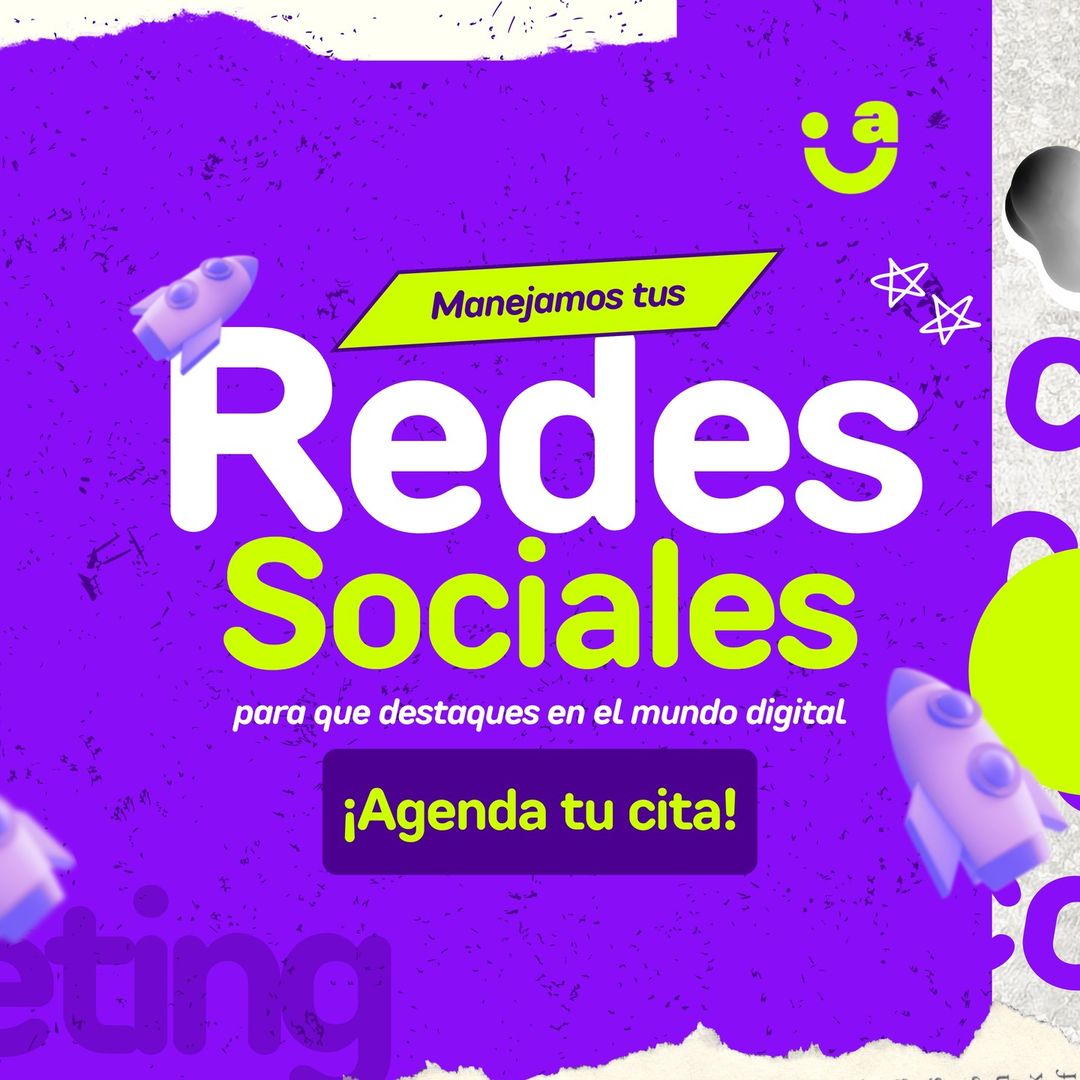 a
Manejamos tus
Redes
Sociales
para que destaques en el mundo digital
¡Agenda tu cita!
eting